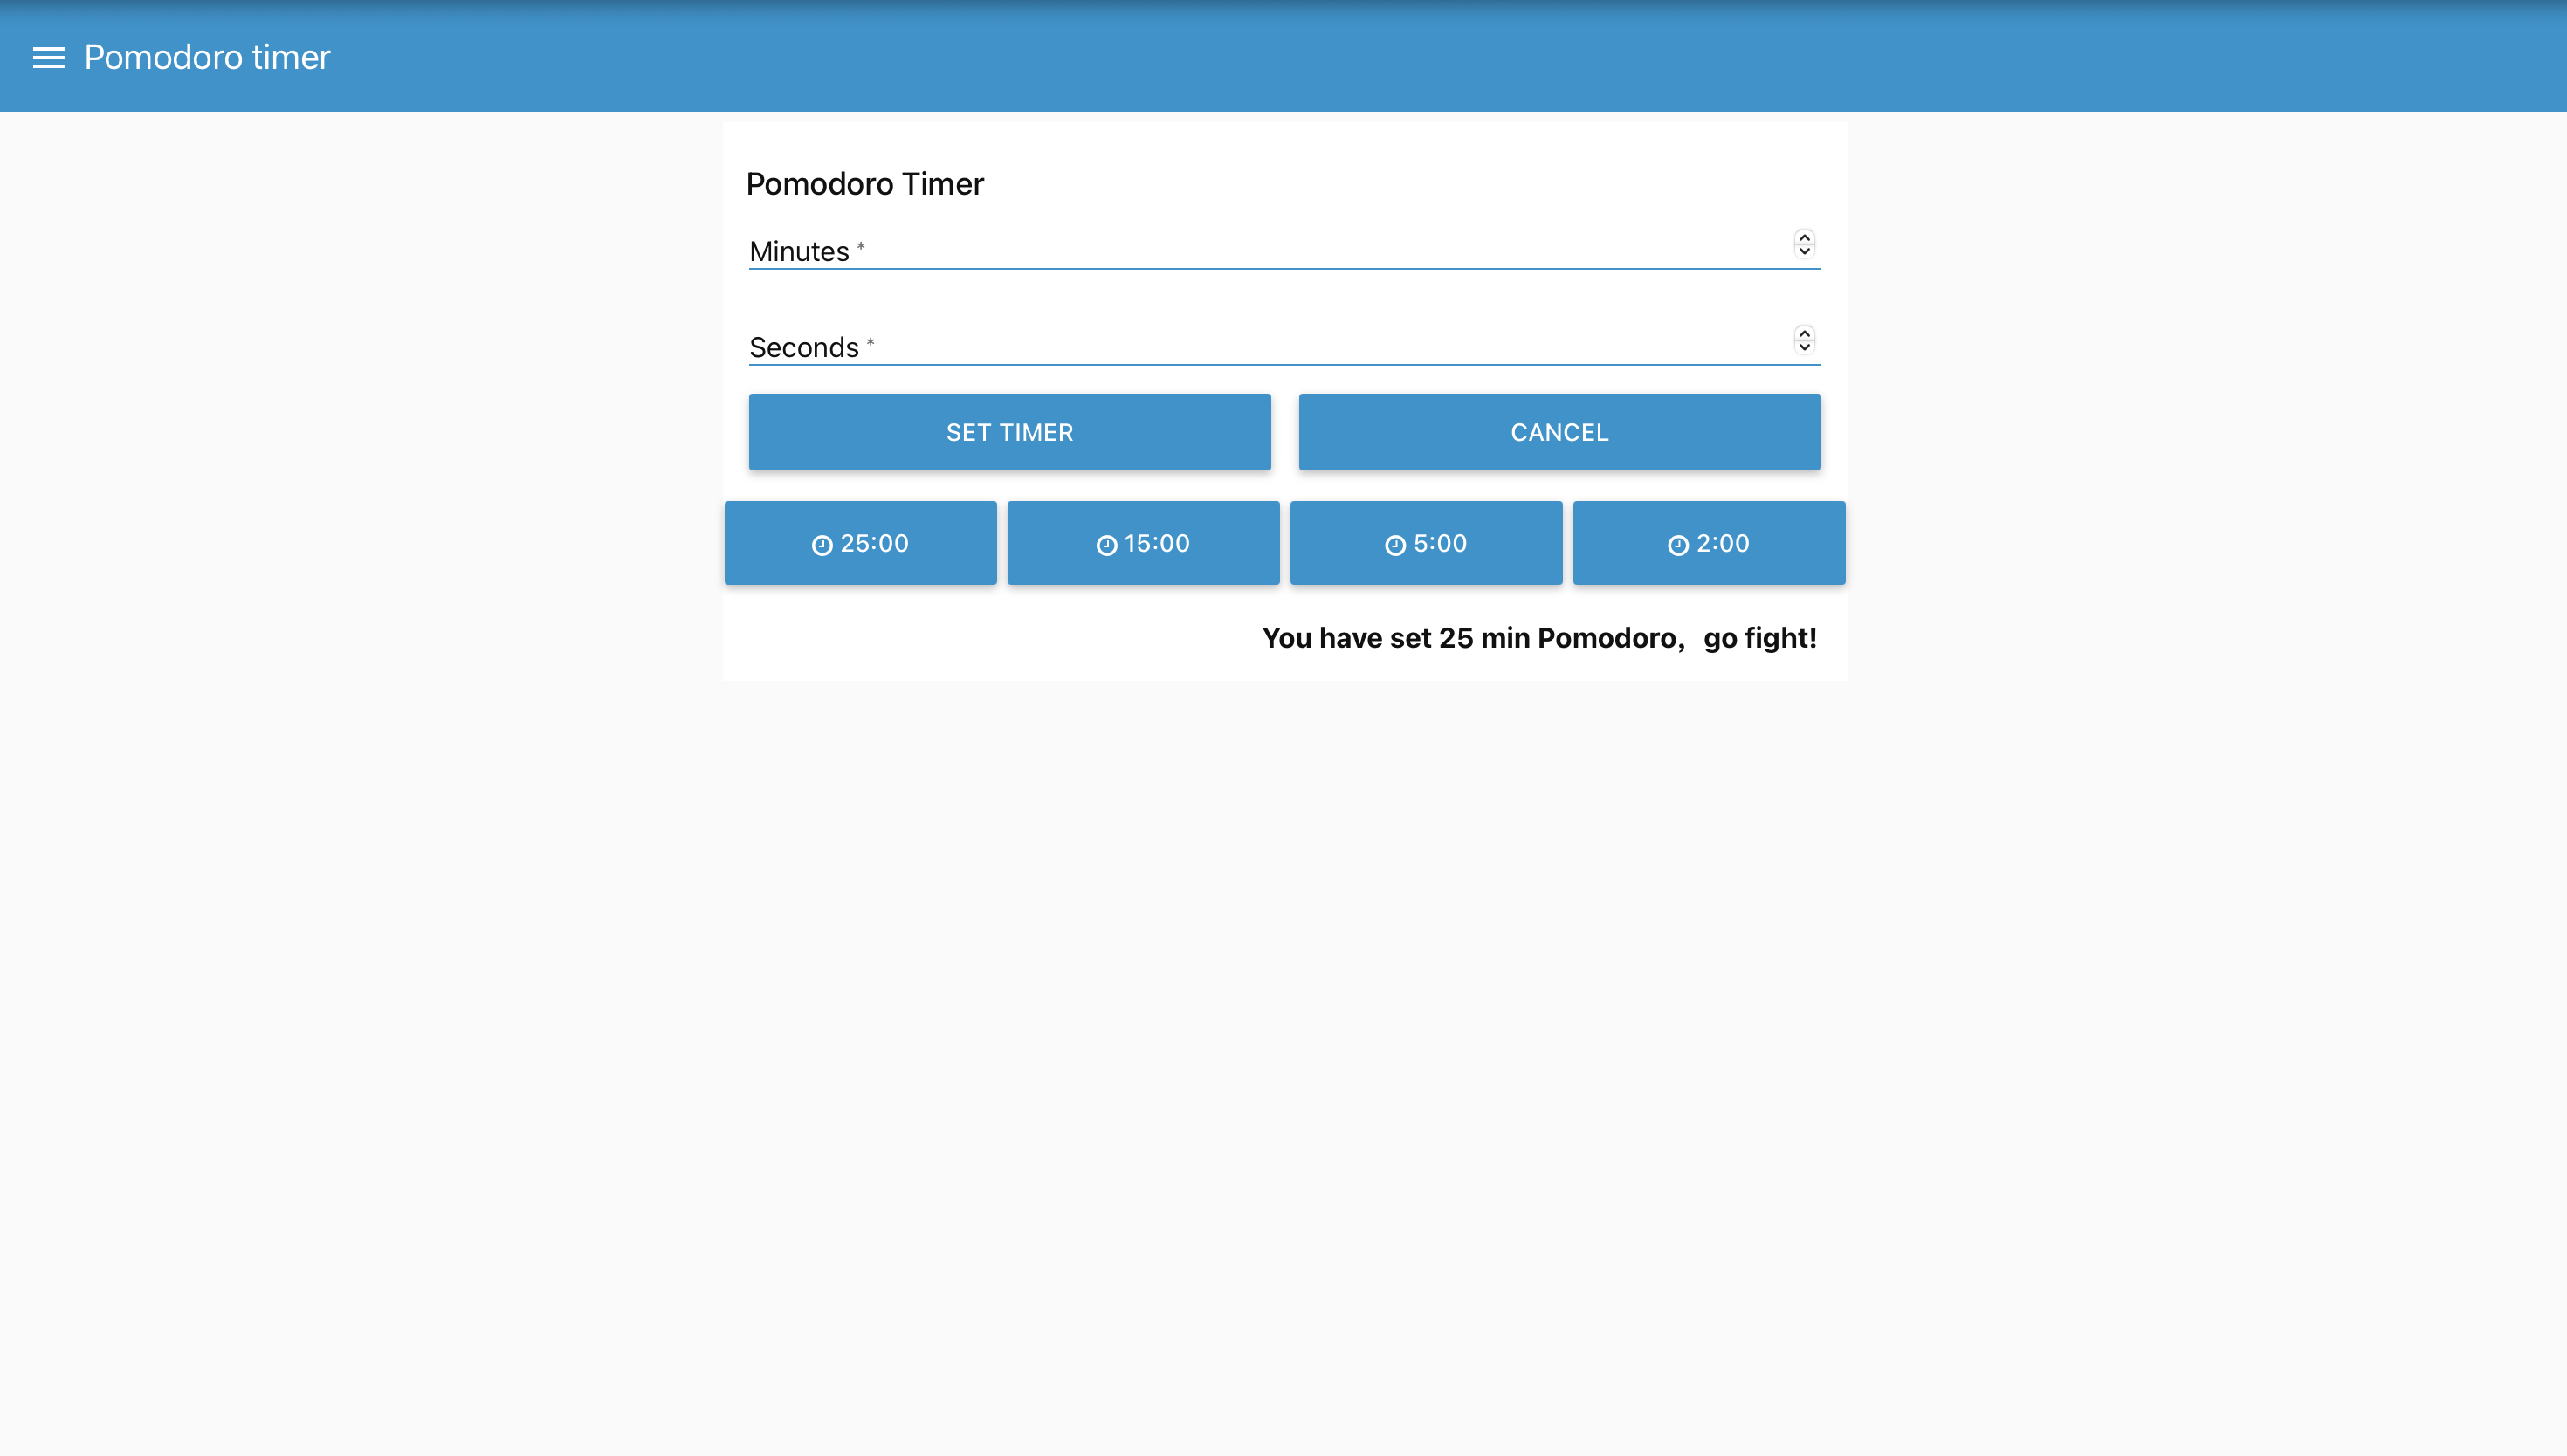 Pomodoro timer
Pomodoro Timer
Minutes *
Seconds *
SET TIMER
CANCEL
25:00
15:00
5:00
2:00
You have set 25 min Pomodoro， go fight!